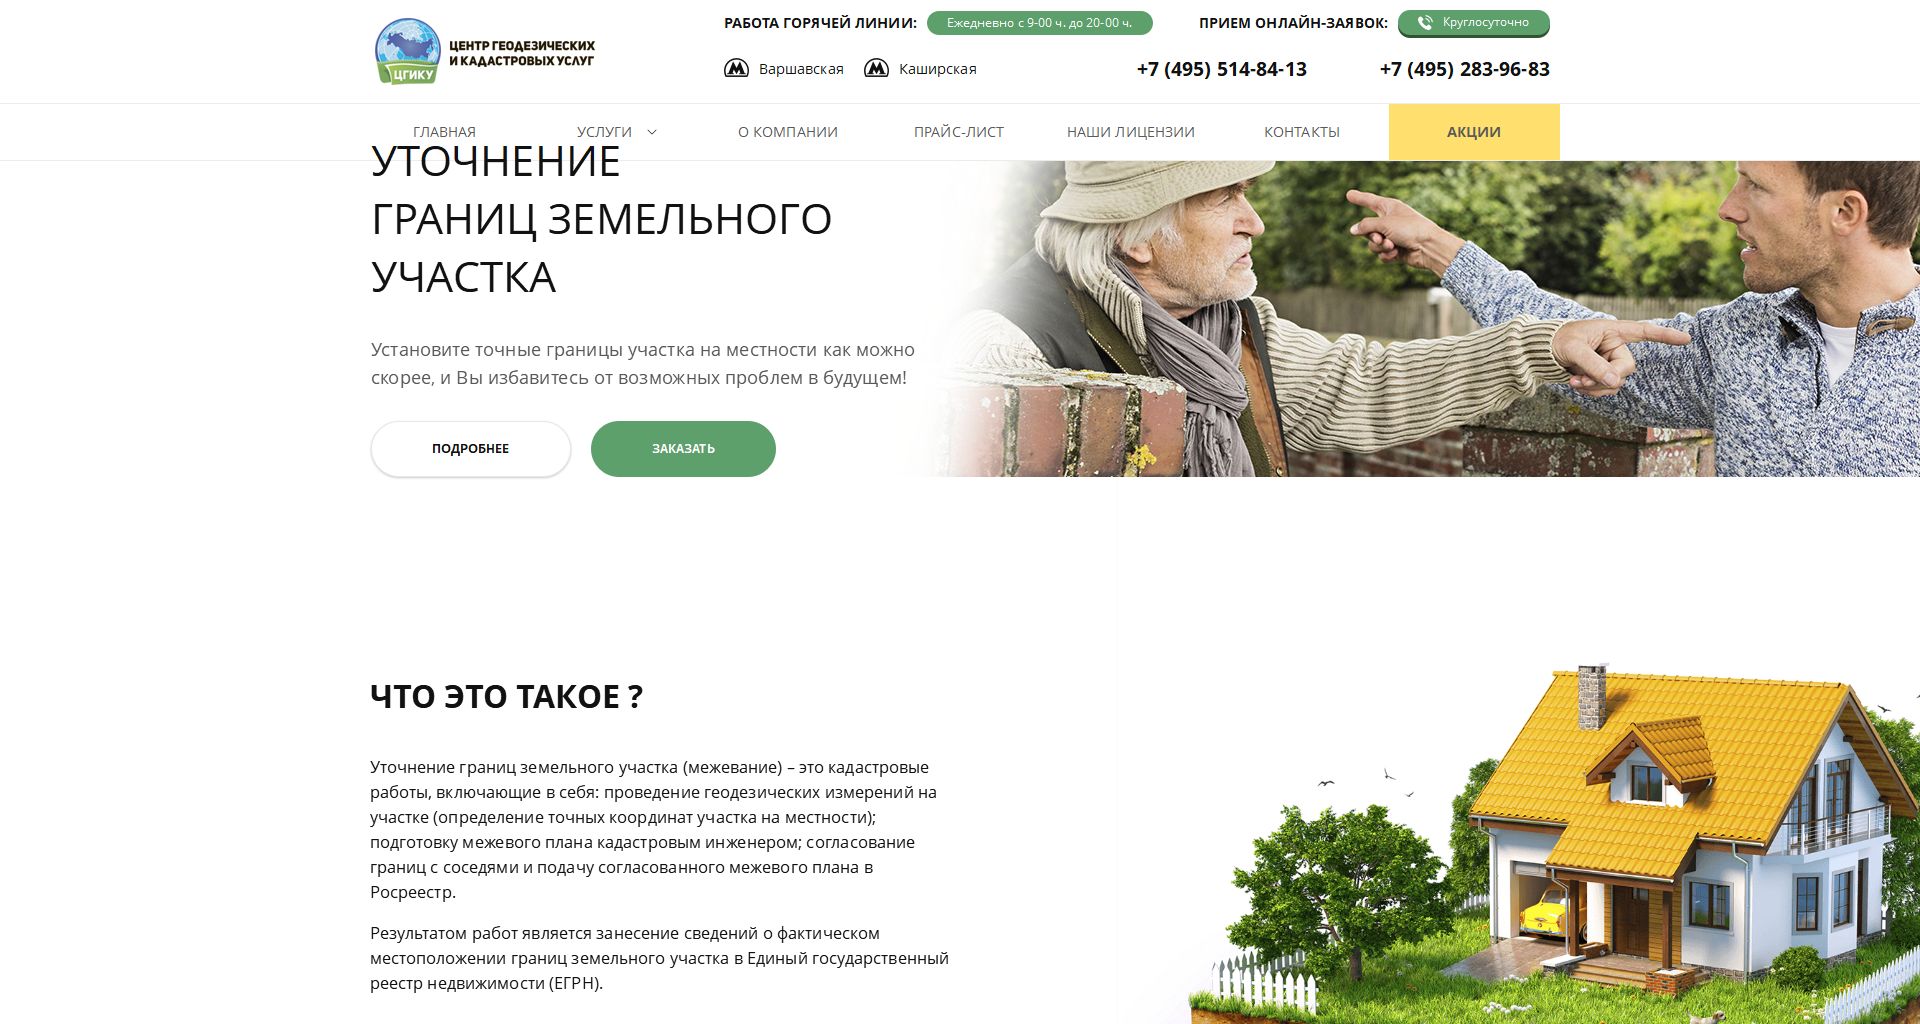 ЦЕНТР ГЕОДЕЗИЧЕСКИХ
И КАДАСТРОВЫХ УСЛУГ
ЦГИКУ
РАБОТА ГОРЯЧЕЙ ЛИНИИ: Ежедневно с 9-00 ч. до 20-00 ч.
ПРИЕМ ОНЛАЙН-ЗАЯВОК: Круглосуточно
Варшавская Каширская
+7 (495) 514-84-13 +7 (495) 283-96-83
ГЛАВНАЯ УСЛУГИ О КОМПАНИИ ПРАЙС-ЛИСТ НАШИ ЛИЦЕНЗИИ КОНТАКТЫ АКЦИИ
УТОЧНЕНИЕ
ГРАНИЦ ЗЕМЕЛЬНОГО
УЧАСТКА
Установите точные границы участка на местности как можно
скорее, и Вы избавитесь от возможных проблем в будущем!
ПОДРОБНЕЕ ЗАКАЗАТЬ
ЧТО ЭТО ТАКОЕ ?
Уточнение границ земельного участка (межевание) – это кадастровые
работы, включающие в себя: проведение геодезических измерений на
участке (определение точных координат участка на местности);
подготовку межевого плана кадастровым инженером; согласование
границ с соседями и подачу согласованного межевого плана в
Росреестр.
Результатом работ является занесение сведений о фактическом
местоположении границ земельного участка в Единый государственный
реестр недвижимости (ЕГРН).